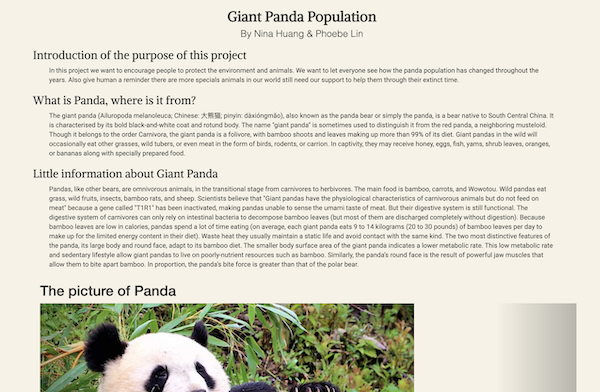 Giant Panda Population
By Nina Huang & Phoebe Lin
Introduction of the purpose of this project
In this project we want to encourage people to protect the environment and animals. We want to let everyone see how the panda population has changed throughout the
years. Also give human a reminder there are more specials animals in our world still need our support to help them through their extinct time.
What is Panda, where is it from?
The giant panda (Ailuropoda melanoleuca; Chinese: 大熊猫; pinyin: dàxióngmāo), also known as the panda bear or simply the panda, is a bear native to South Central China. It
is characterised by its bold black-and-white coat and rotund body. The name "giant panda" is sometimes used to distinguish it from the red panda, a neighboring musteloid.
Though it belongs to the order Carnivora, the giant panda is a folivore, with bamboo shoots and leaves making up more than 99% of its diet. Giant pandas in the wild will
occasionally eat other grasses, wild tubers, or even meat in the form of birds, rodents, or carrion. In captivity, they may receive honey, eggs, fish, yams, shrub leaves, oranges,
or bananas along with specially prepared food.
Little information about Giant Panda
Pandas, like other bears, are omnivorous animals, in the transitional stage from carnivores to herbivores. The main food is bamboo, carrots, and Wowotou. Wild pandas eat
grass, wild fruits, insects, bamboo rats, and sheep. Scientists believe that "Giant pandas have the physiological characteristics of carnivorous animals but do not feed on
meat" because a gene called "T1R1" has been inactivated, making pandas unable to sense the umami taste of meat. But their digestive system is still functional. The
digestive system of carnivores can only rely on intestinal bacteria to decompose bamboo leaves (but most of them are discharged completely without digestion). Because
bamboo leaves are low in calories, pandas spend a lot of time eating (on average, each giant panda eats 9 to 14 kilograms (20 to 30 pounds) of bamboo leaves per day to
make up for the limited energy content in their diet). Waste heat they usually maintain a static life and avoid contact with the same kind. The two most distinctive features of
the panda, its large body and round face, adapt to its bamboo diet. The smaller body surface area of the giant panda indicates a lower metabolic rate. This low metabolic rate
and sedentary lifestyle allow giant pandas to live on poorly-nutrient resources such as bamboo. Similarly, the panda's round face is the result of powerful jaw muscles that
allow them to bite apart bamboo. In proportion, the panda's bite force is greater than that of the polar bear.
The picture of Panda